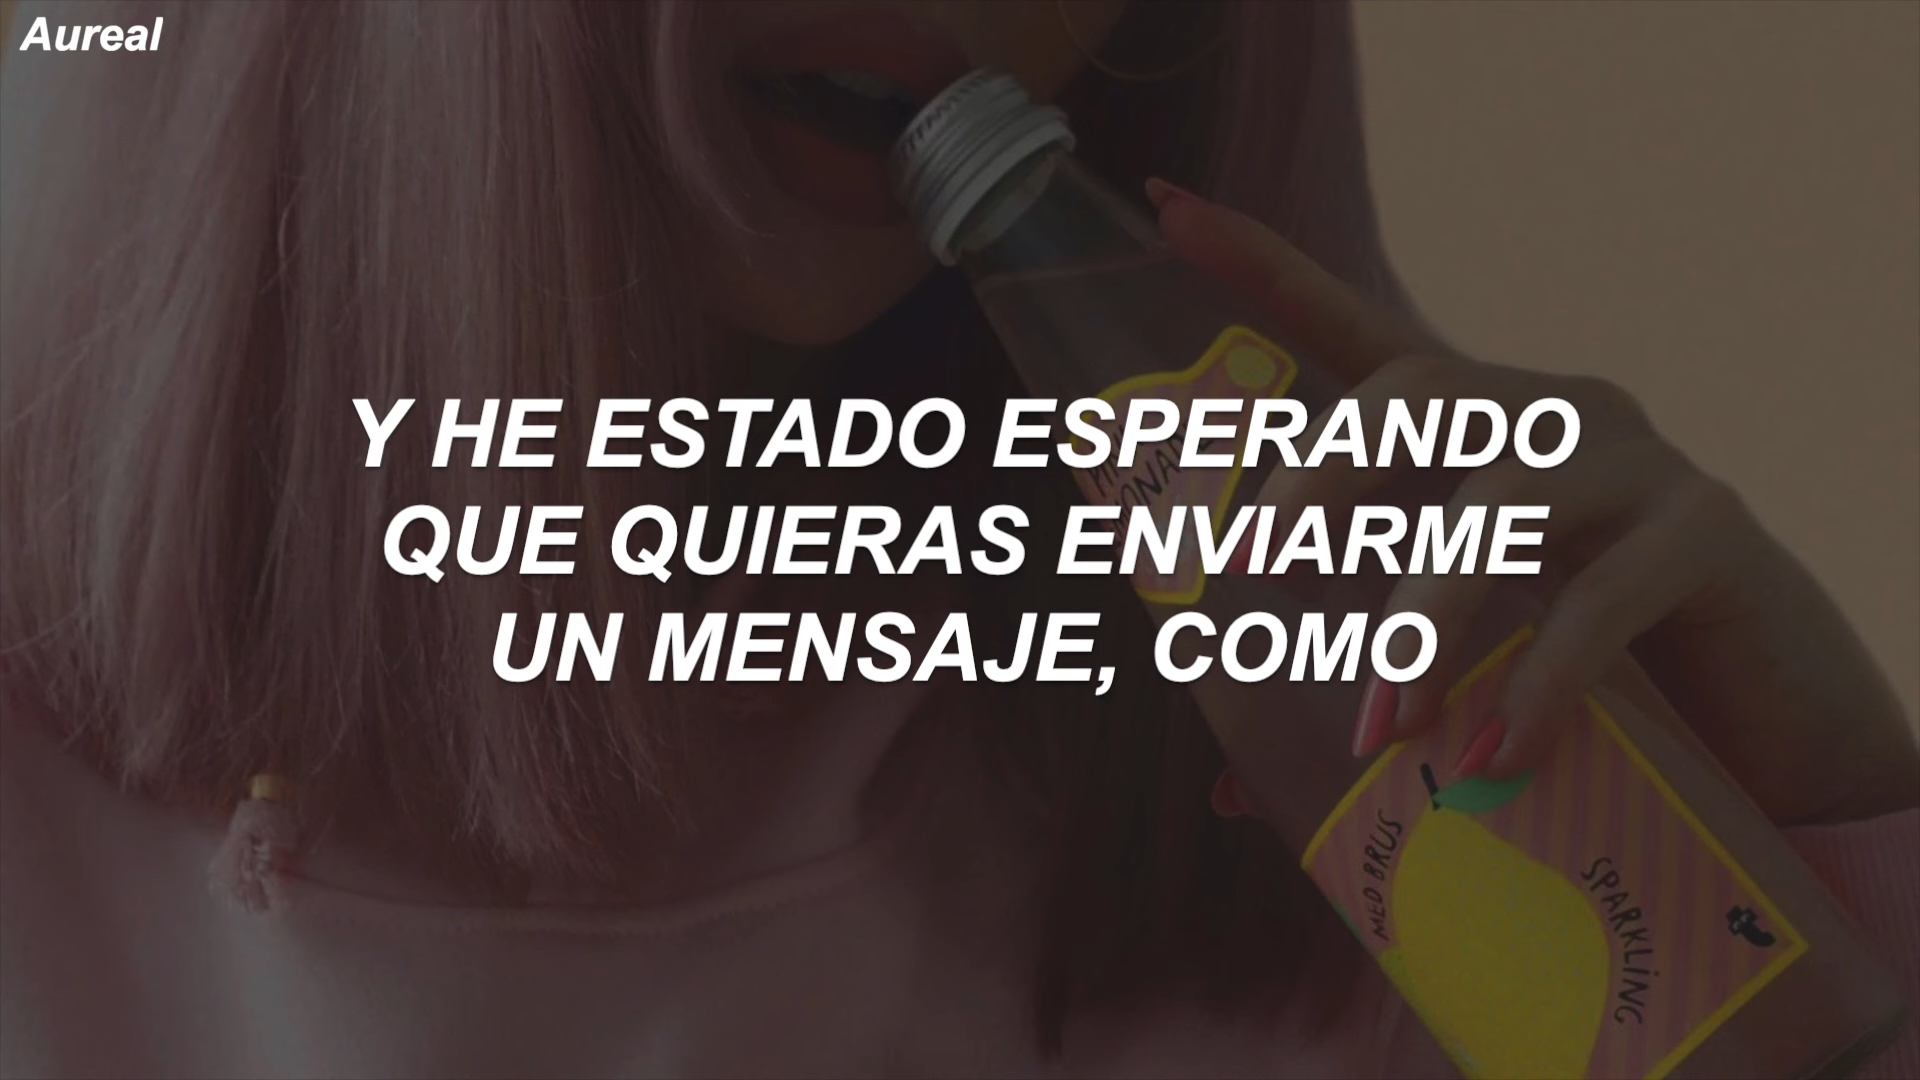 Aureal
Y HE ESTADO ESPERANDO
QUE QUIERAS ENVIARME
UN MENSAJE, COMO
MED BRUS
SPARKLING